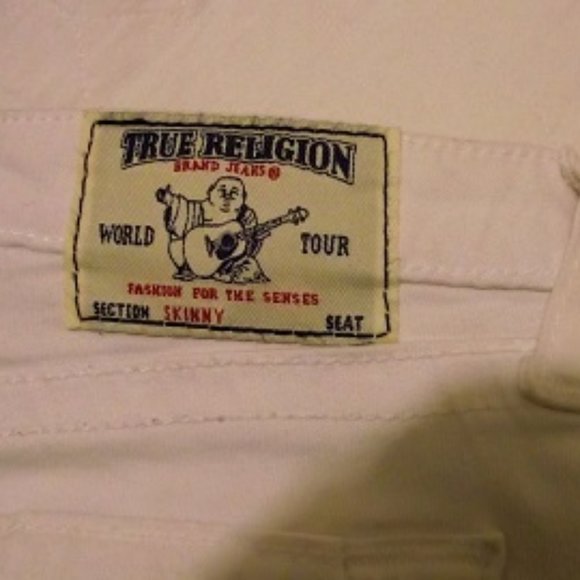 TRUE RELIGION
BRAND JEANS®
WORLD TOUR
FASHION FOR THE SENSES
SECTION SKINNY SEAT